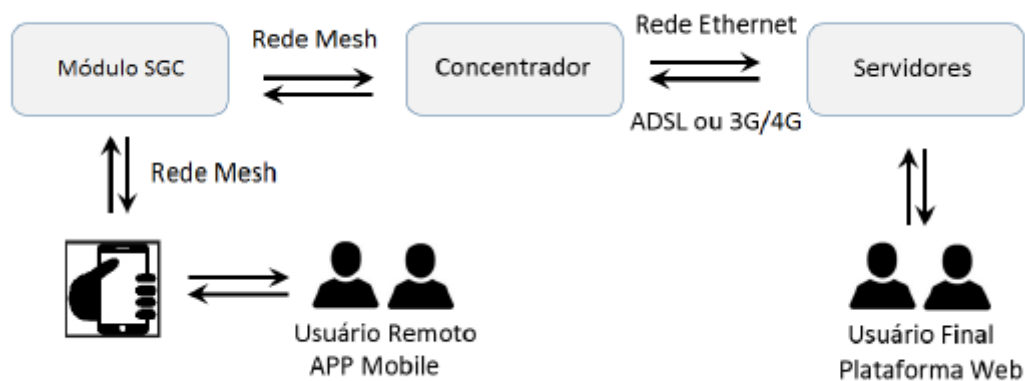 Módulo SGC
Rede Mesh
Concentrador
Rede Ethernet
ADSL ou 3G/4G
Servidores
Rede Mesh
Usuário Remoto
APP Mobile
Usuário Final
Plataforma Web